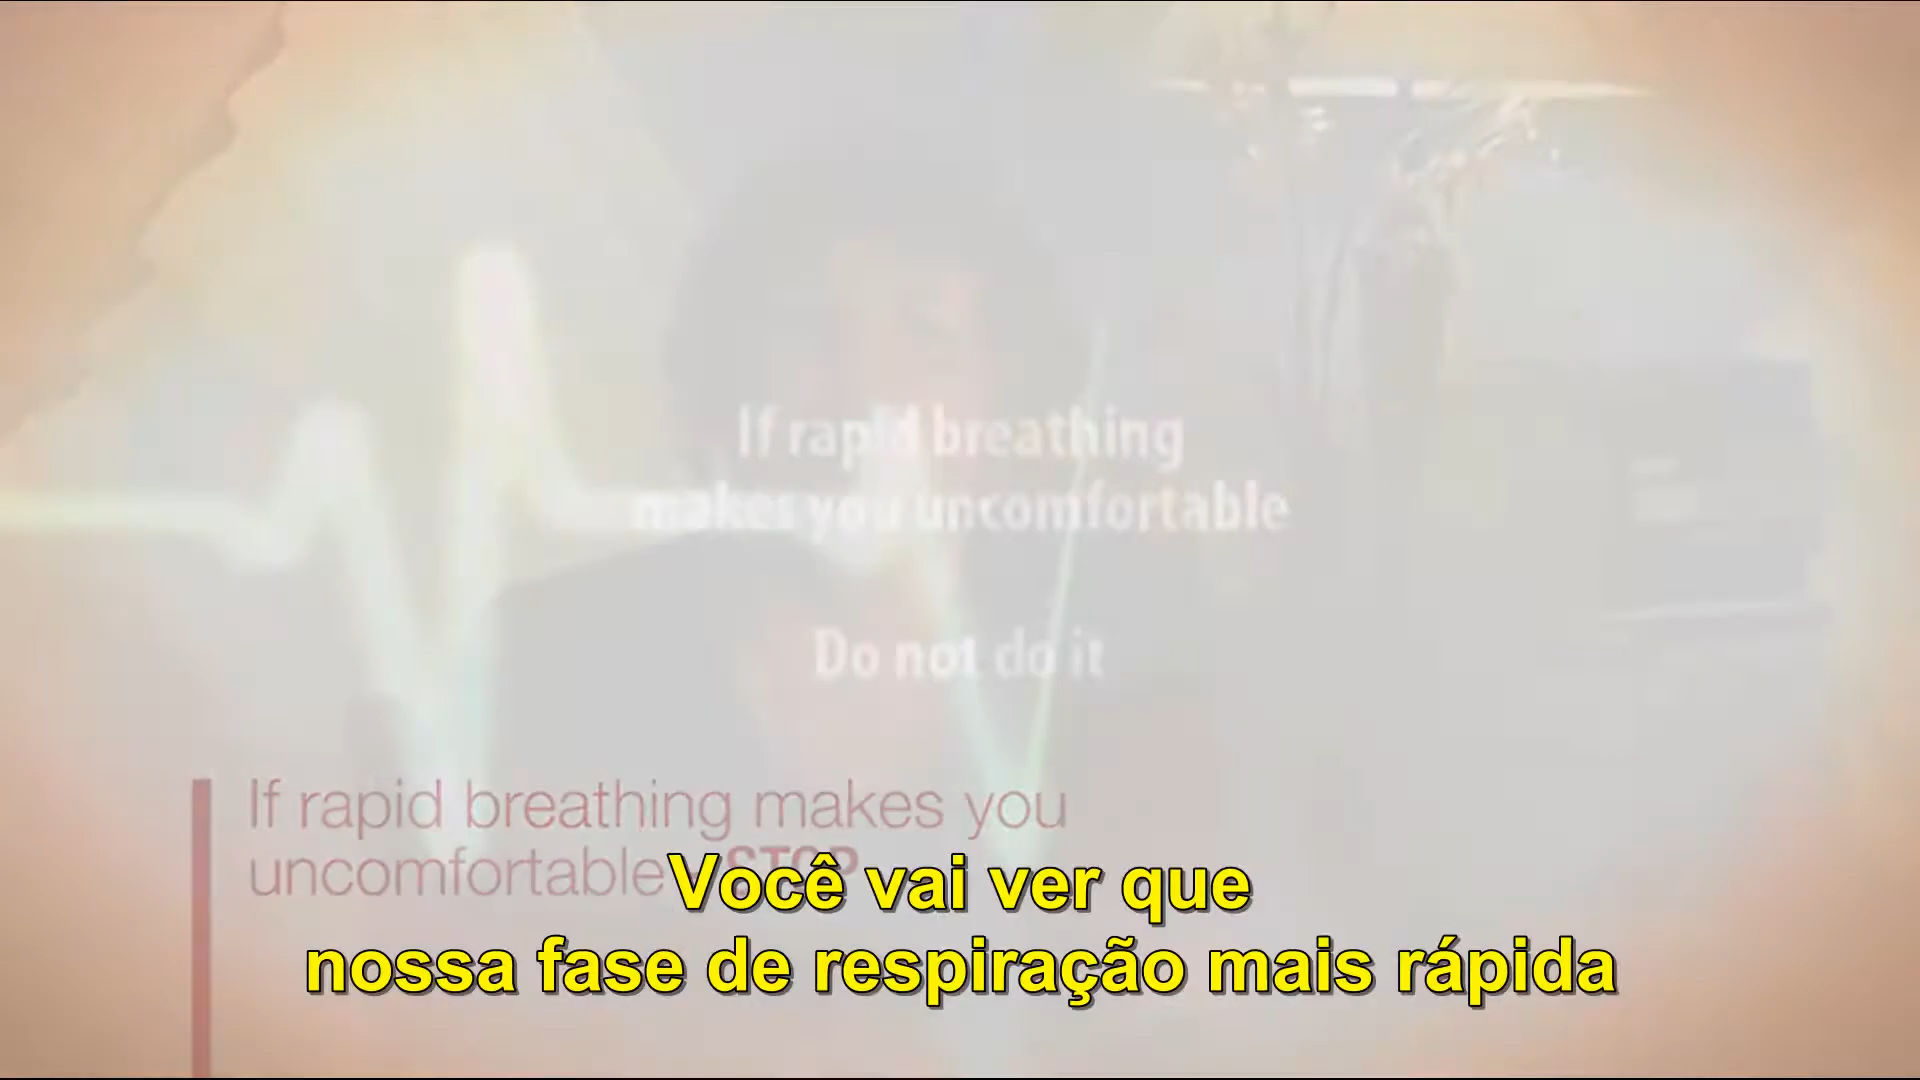 If rapid breathing
makes you uncomfortable
Do not do it
If rapid breathing makes you
uncomfortable - STOP
Você vai ver que
nossa fase de respiração mais rápida